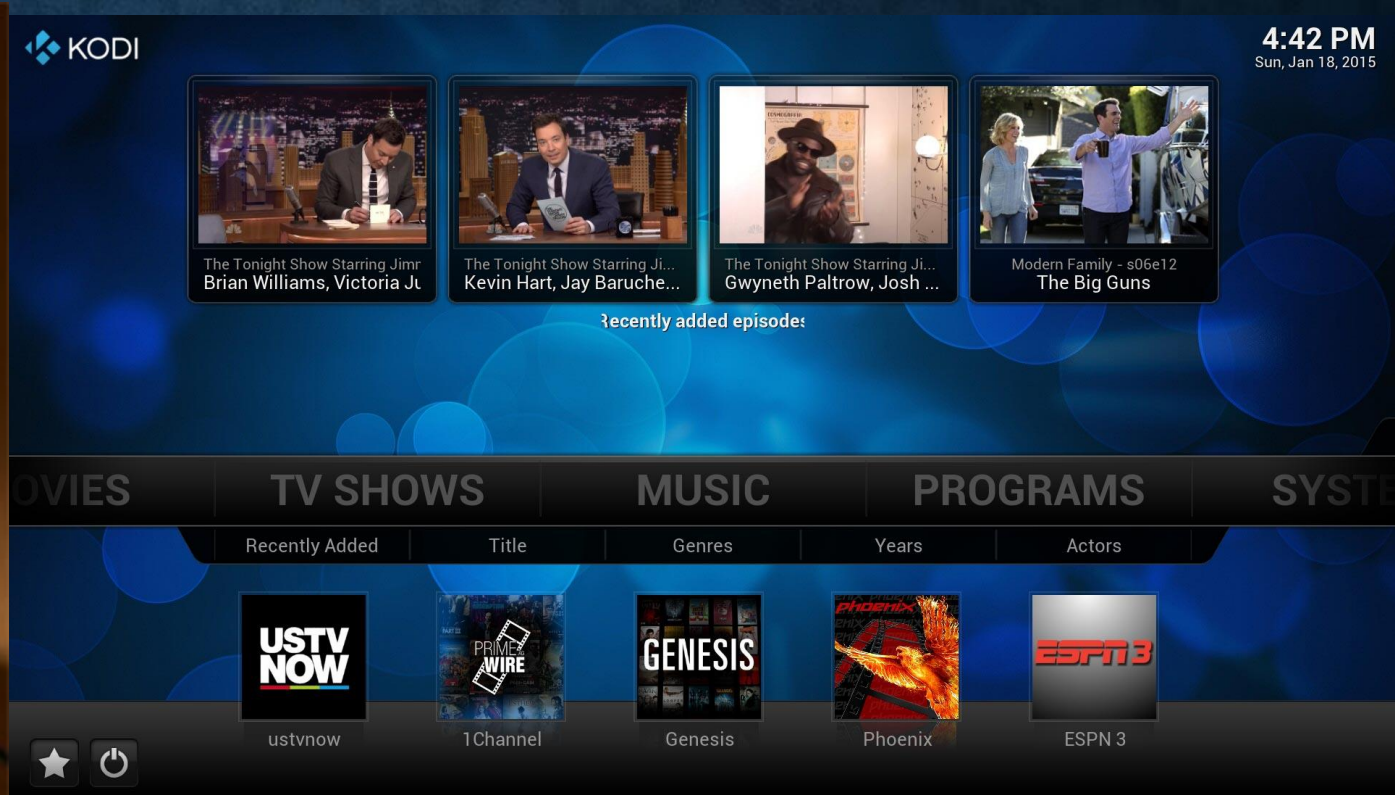 KODI
4:42 PM
Sun, Jan 18, 2015
The Tonight Show Starring Jimr
Brian Williams, Victoria Ju
The Tonight Show Starring Ji...
Kevin Hart, Jay Baruche...
The Tonight Show Starring Ji...
Gwyneth Paltrow, Josh ...
Modern Family - s06e12
The Big Guns
Recently added episodes
OVIES
TV SHOWS
MUSIC
PROGRAMS
SYSTE
Recently Added
Title
Genres
Years
Actors
USTV
NOW
PRIME
WIRE
GENESIS
PHOENIX
ESPN 3
ustvnow
1Channel
Genesis
Phoenix
ESPN 3